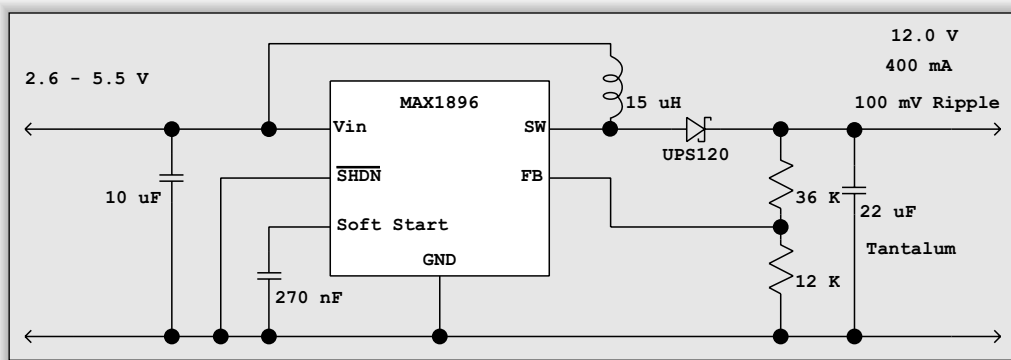 12.0 V
2.6 - 5.5 V
400 mA
MAX1896
15 uH
100 mV Ripple
Vin
SW
UPS120
SHDN
FB
10 uF
36 K
22 uF
Soft Start
Tantalum
GND
12 K
270 nF